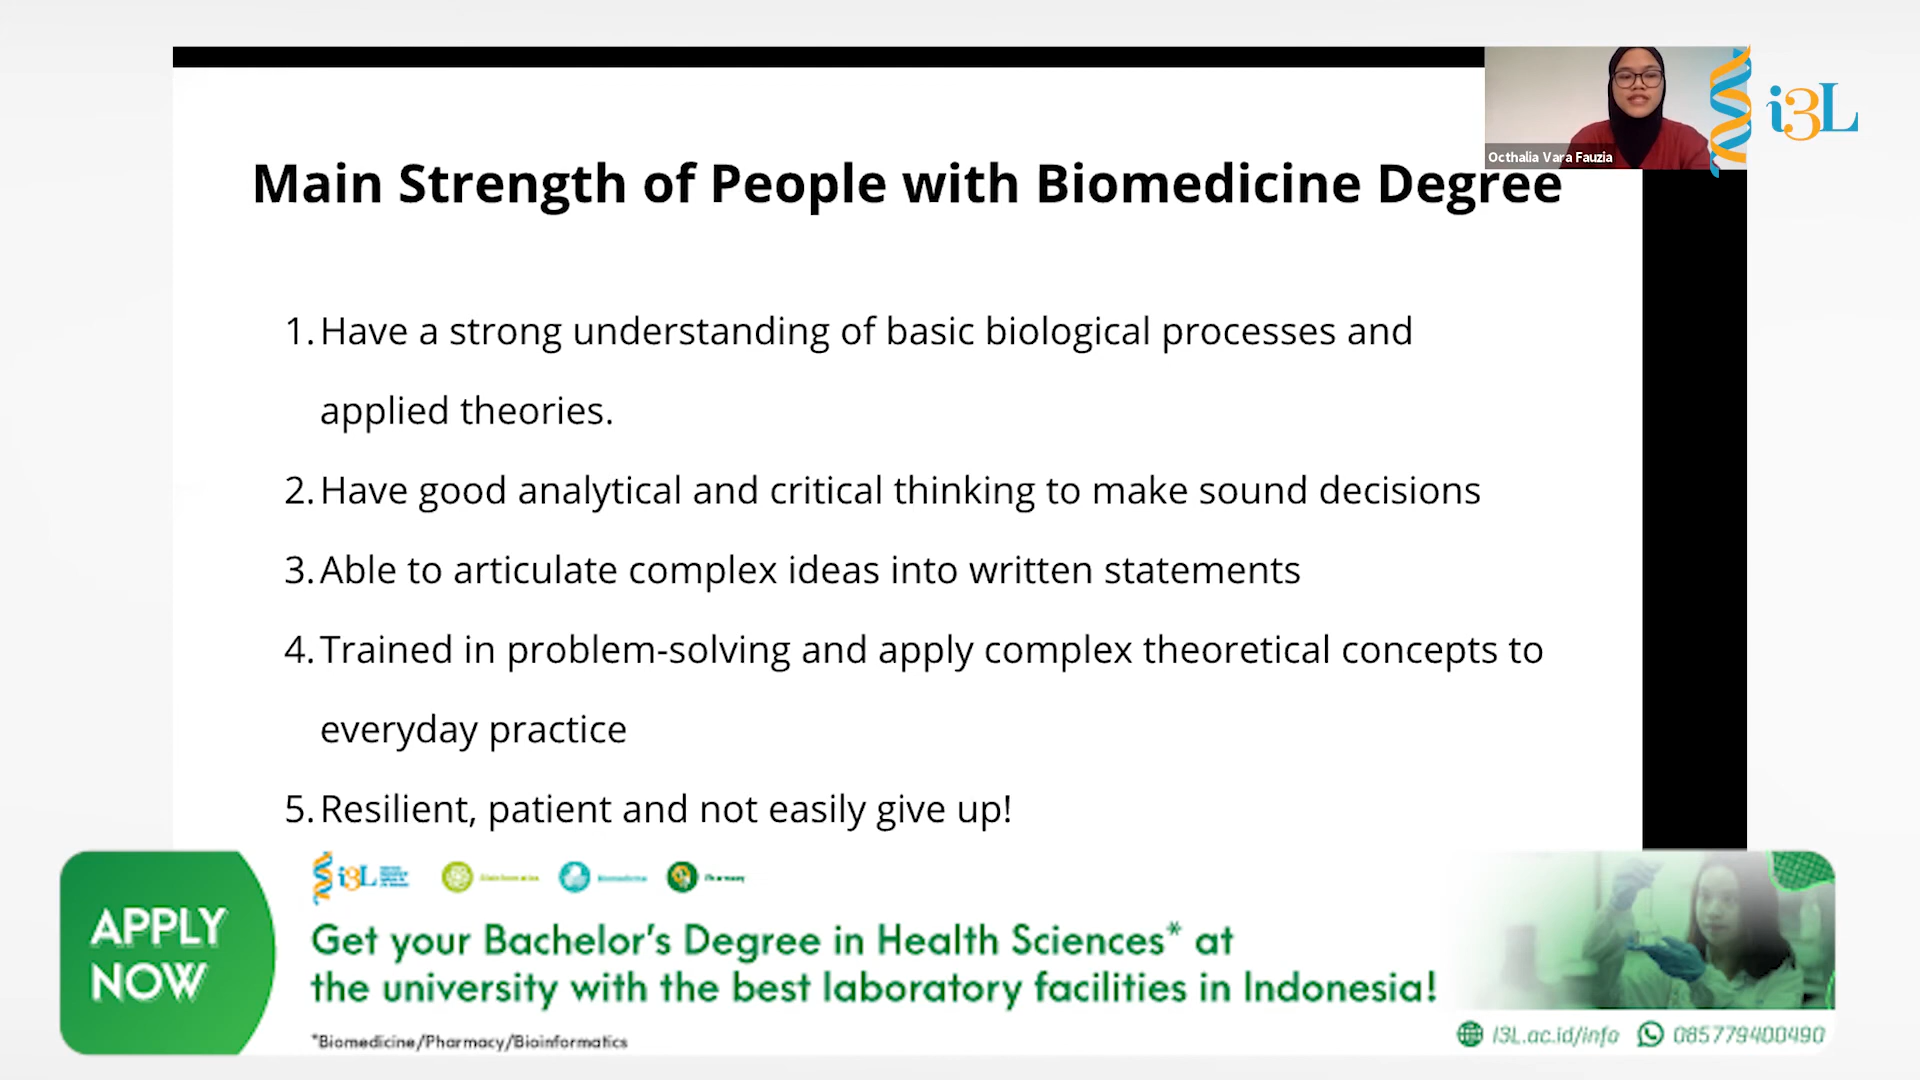 i3L
Octhalia Vara Fauzia
Main Strength of People with Biomedicine Degree
1. Have a strong understanding of basic biological processes and
applied theories.
2. Have good analytical and critical thinking to make sound decisions
3. Able to articulate complex ideas into written statements
4. Trained in problem-solving and apply complex theoretical concepts to
everyday practice
5. Resilient, patient and not easily give up!
APPLY
NOW
i3L
Pharmacy
Get your Bachelor's Degree in Health Sciences* at
the university with the best laboratory facilities in Indonesia!
*Biomedicine/Pharmacy/Bioinformatics
i3L.ac.id/info
085779400490